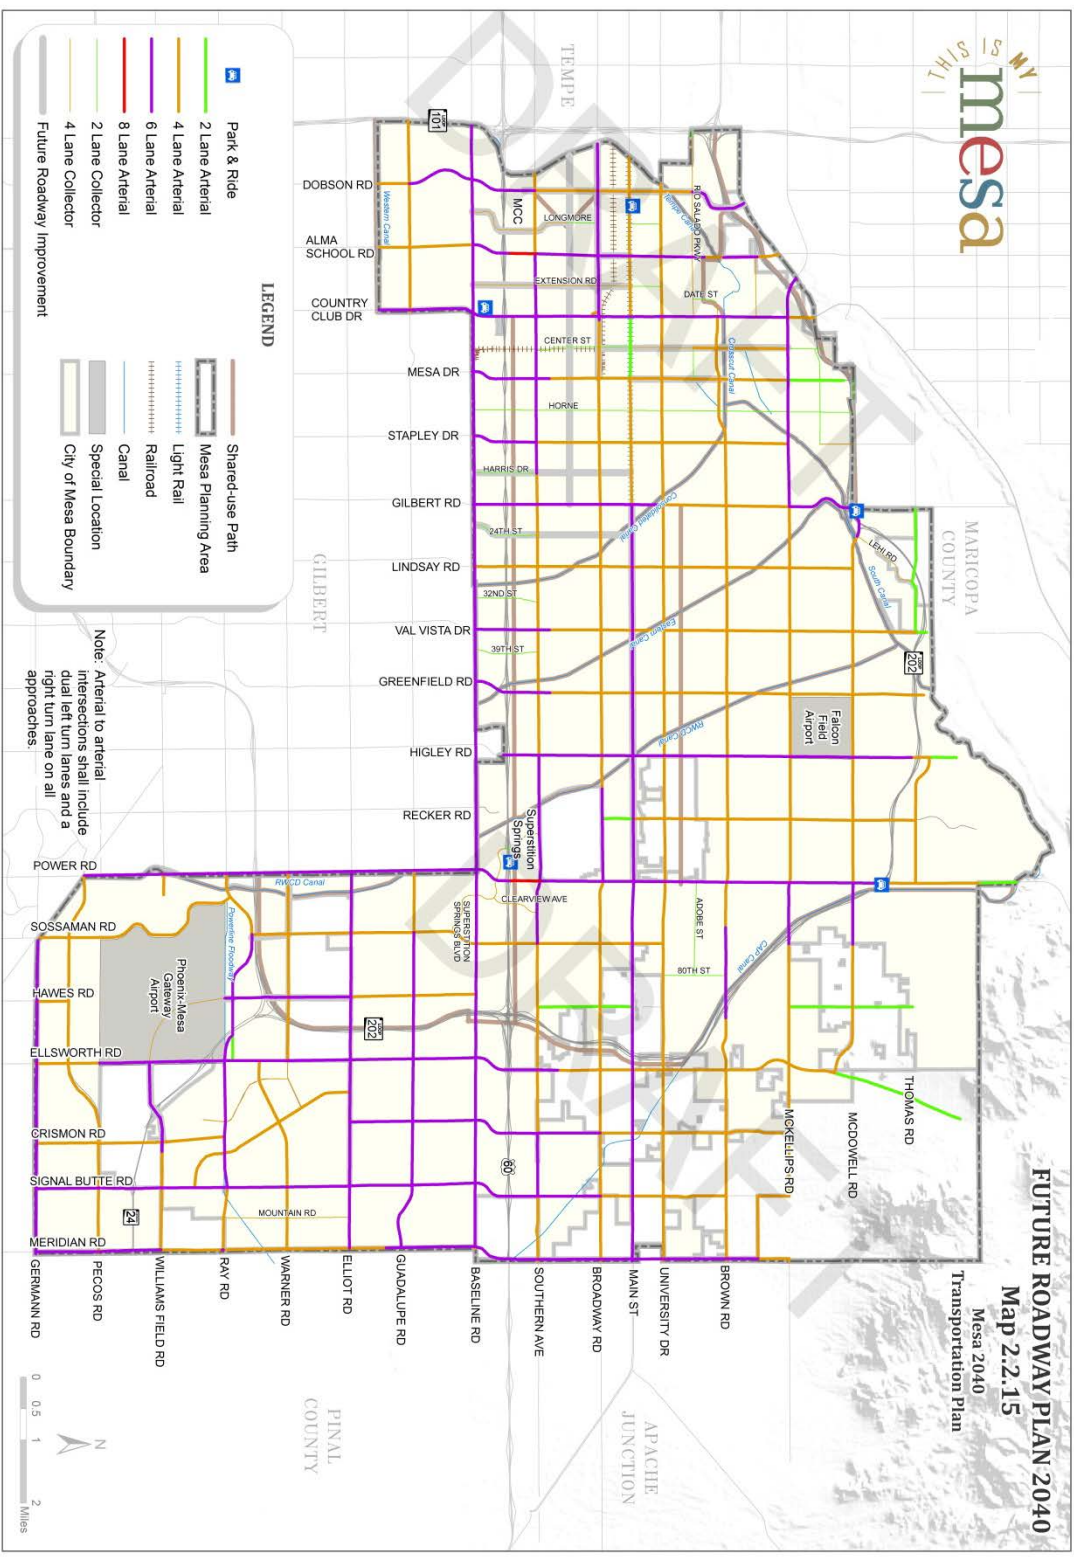 FUTURE ROADWAY PLAN 2040
Map 2.2.15
Mesa 2040
Transportation Plan
THIS IS MY
mesa
DRAFT
DRAFT
TEMPE
MARICOPA
COUNTY
GILBERT
PINAL
COUNTY
APACHE
JUNCTION
LEGEND
Park & Ride
2 Lane Arterial
4 Lane Arterial
6 Lane Arterial
8 Lane Arterial
2 Lane Collector
4 Lane Collector
Future Roadway Improvement
Shared-use Path
Mesa Planning Area
Light Rail
Railroad
Canal
Special Location
City of Mesa Boundary
Note: Arterial to arterial
intersections shall include
dual left turn lanes and a
right turn lane on all
approaches.
DOBSON RD
ALMA
SCHOOL RD
COUNTRY
CLUB DR
MESA DR
STAPLEY DR
GILBERT RD
LINDSAY RD
VAL VISTA DR
GREENFIELD RD
HIGLEY RD
RECKER RD
POWER RD
SOSSAMAN RD
HAWES RD
ELLSWORTH RD
CRISMON RD
SIGNAL BUTTE RD
MERIDIAN RD
THOMAS RD
MCDOWELL RD
MCKELLIPS RD
BROWN RD
UNIVERSITY DR
MAIN ST
BROADWAY RD
SOUTHERN AVE
BASELINE RD
GUADALUPE RD
ELLIOT RD
WARNER RD
RAY RD
WILLIAMS FIELD RD
PECOS RD
GERMANN RD
MCC
LONGMORE
EXTENSION RD
CENTER ST
HORNE
HARRIS DR
24TH ST
32ND ST
39TH ST
RIO SALADO PKWY
DATE ST
LEHI RD
CLEARVIEW AVE
SUPERSTITION
SPRINGS BLVD
ADOBE ST
80TH ST
MOUNTAIN RD
Western Canal
Tempe Canal
Crosscut Canal
Consolidated Canal
Eastern Canal
South Canal
RWCD Canal
RWCD Canal
CAP Canal
Powerline Floodway
Falcon
Field
Airport
Superstition
Springs
Phoenix-Mesa
Gateway
Airport
LOOP
101
LOOP
202
LOOP
202
60
24
N
0 0.5 1 2
Miles